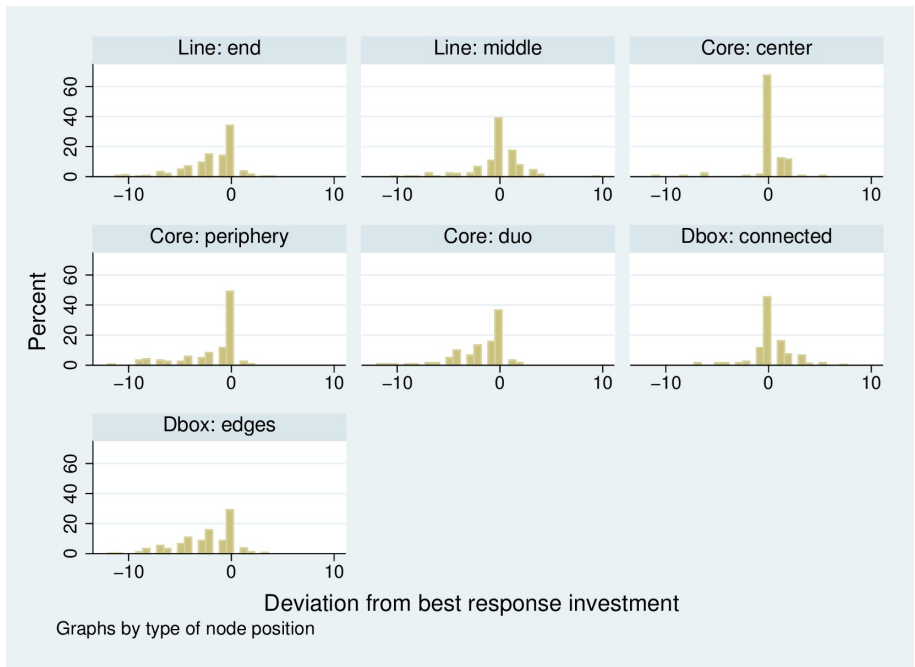 Line: end
Line: middle
Core: center
Percent
0 20 40 60
−10 0 10
−10 0 10
−10 0 10
Core: periphery
Core: duo
Dbox: connected
0 20 40 60
−10 0 10
−10 0 10
−10 0 10
Dbox: edges
0 20 40 60
−10 0 10
Deviation from best response investment
Graphs by type of node position